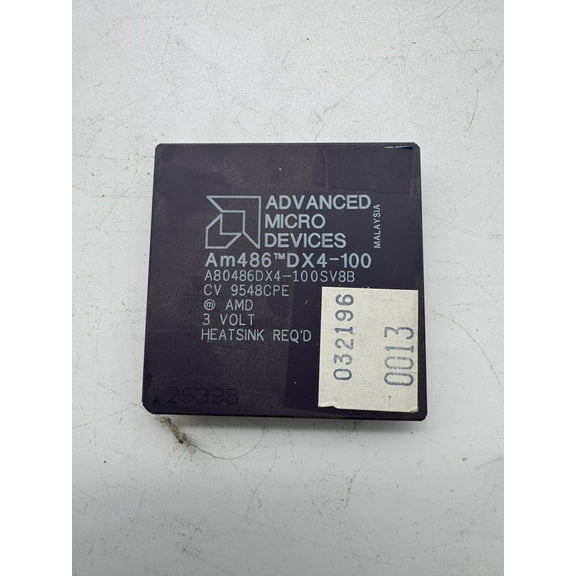 ADVANCED
MICRO
DEVICES
MALAYSIA
Am486™DX4-100
A80486DX4-100SV8B
CV 9548CPE
ⓜ AMD
3 VOLT
HEATSINK REQ'D
032196
0013
25398